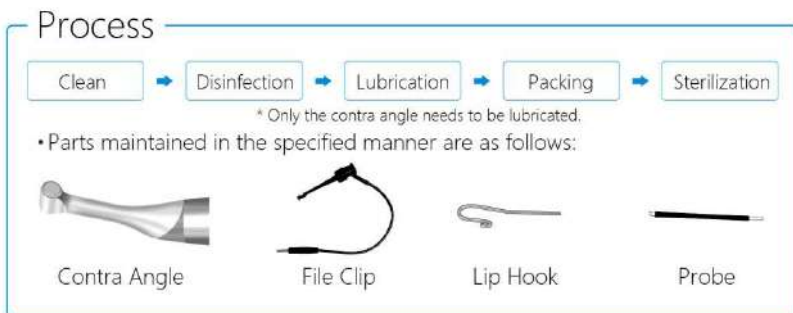 Process
Clean ➡ Disinfection ➡ Lubrication ➡ Packing ➡ Sterilization
* Only the contra angle needs to be lubricated.
• Parts maintained in the specified manner are as follows:
Contra Angle File Clip Lip Hook Probe